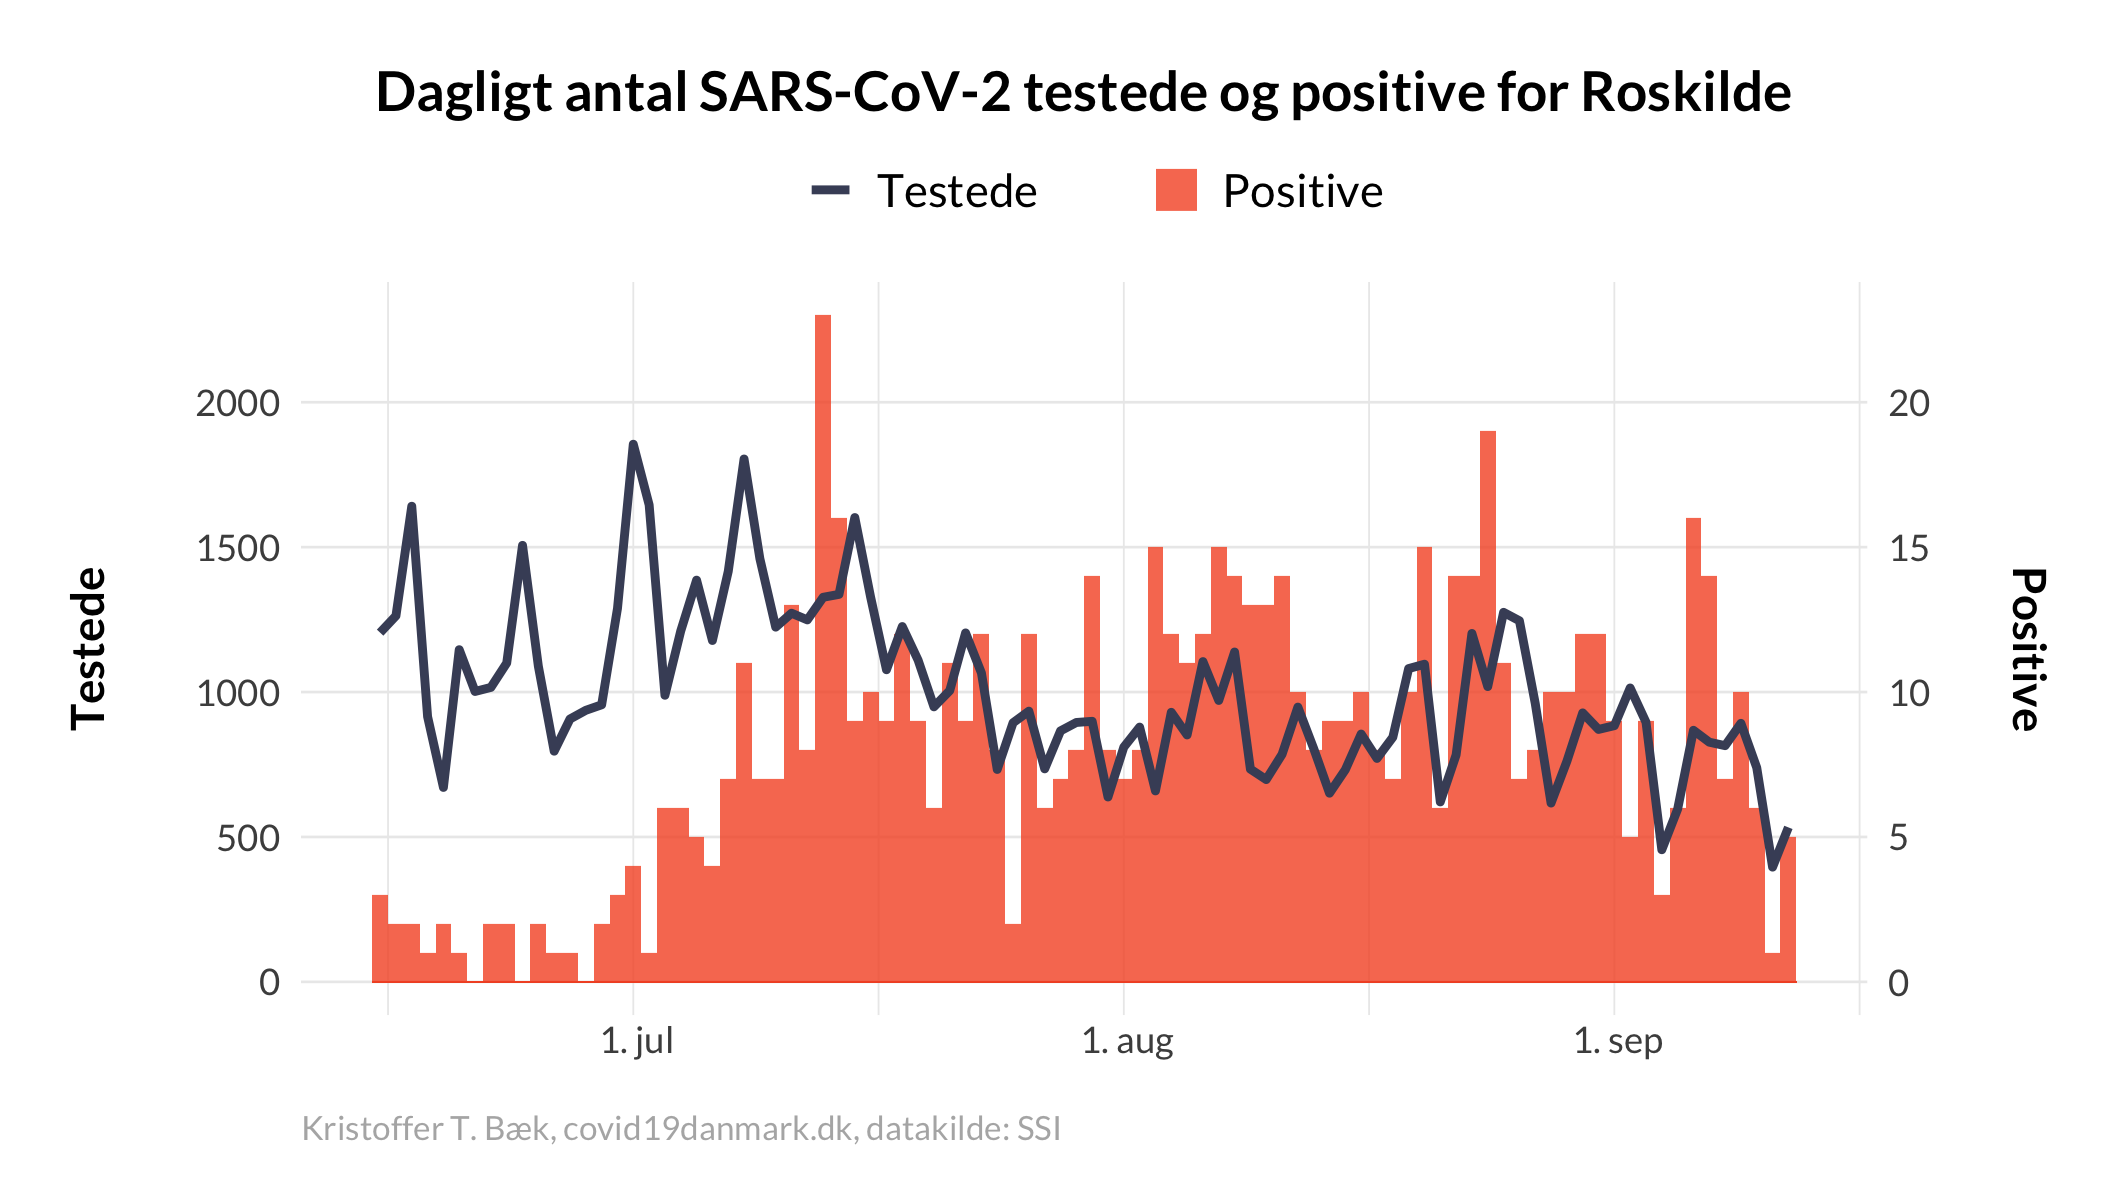 Dagligt antal SARS-CoV-2 testede og positive for Roskilde
Testede
Positive
Testede
2000
1500
1000
500
0
20
15
10
5
0
Positive
1. jul
1. aug
1. sep
Kristoffer T. Bæk, covid19danmark.dk, datakilde: SSI